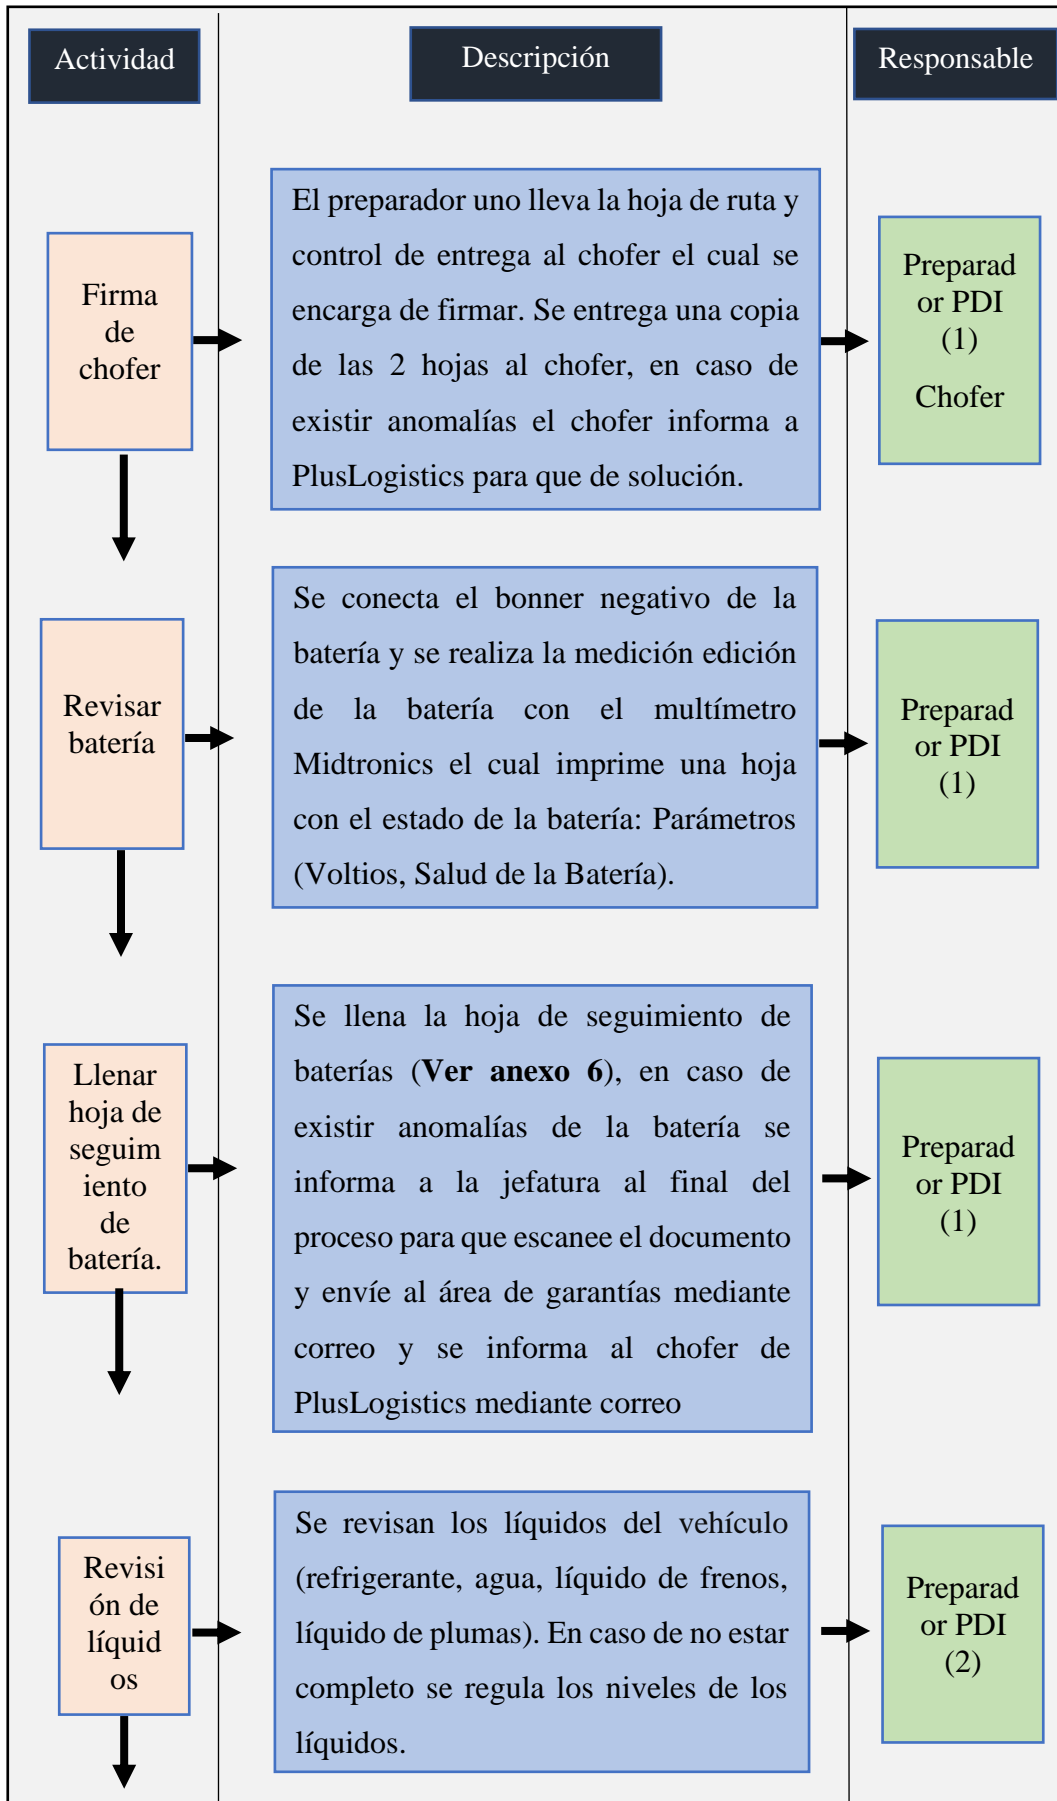 Actividad
Descripción
Responsable
Firma
de
chofer
El preparador uno lleva la hoja de ruta y
control de entrega al chofer el cual se
encarga de firmar. Se entrega una copia
de las 2 hojas al chofer, en caso de
existir anomalías el chofer informa a
PlusLogistics para que de solución.
Preparad
or PDI
(1)
Chofer
Revisar
batería
Se conecta el bonner negativo de la
batería y se realiza la medición edición
de la batería con el multímetro
Midtronics el cual imprime una hoja
con el estado de la batería: Parámetros
(Voltios, Salud de la Batería).
Preparad
or PDI
(1)
Llenar
hoja de
seguim
iento
de
batería.
Se llena la hoja de seguimiento de
baterías (Ver anexo 6), en caso de
existir anomalías de la batería se
informa a la jefatura al final del
proceso para que escanee el documento
y envíe al área de garantías mediante
correo y se informa al chofer de
PlusLogistics mediante correo
Preparad
or PDI
(1)
Revisi
ón de
líquid
os
Se revisan los líquidos del vehículo
(refrigerante, agua, líquido de frenos,
líquido de plumas). En caso de no estar
completo se regula los niveles de los
líquidos.
Preparad
or PDI
(2)